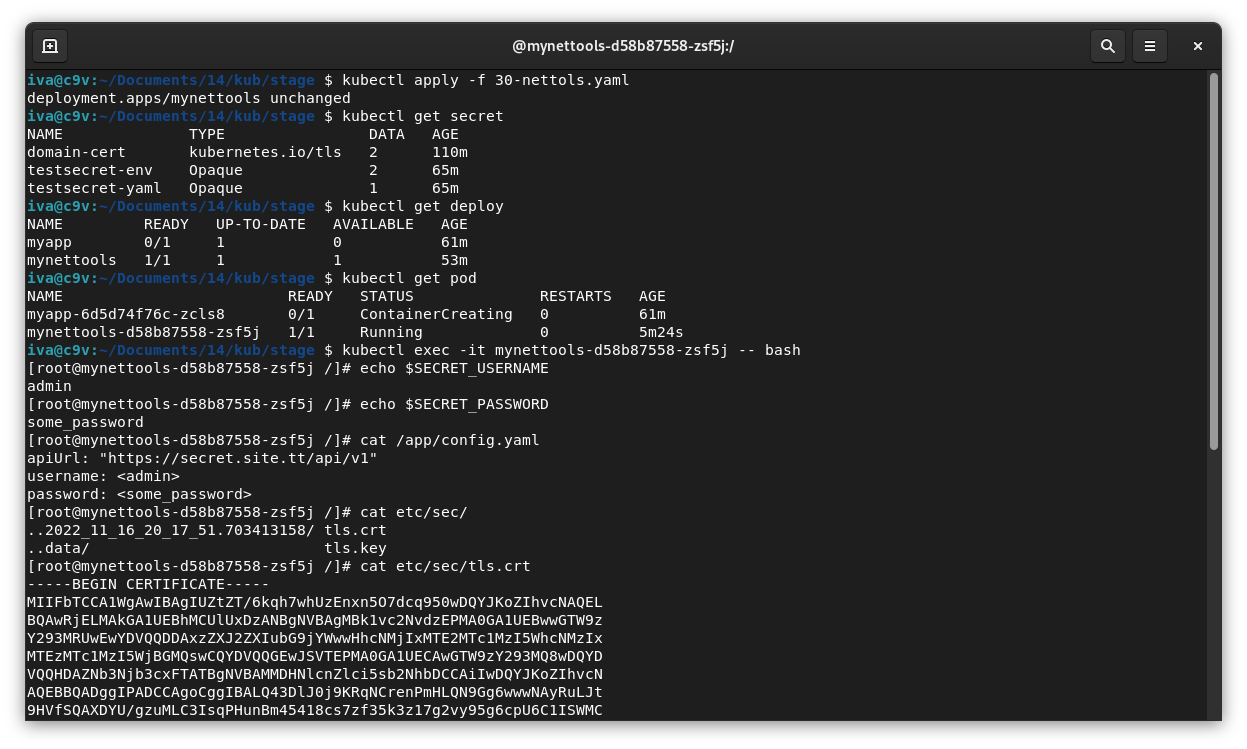 @mynettools-d58b87558-zsf5j:/
iva@c9v:~/Documents/14/kub/stage $ kubectl apply -f 30-nettols.yaml
deployment.apps/mynettools unchanged
iva@c9v:~/Documents/14/kub/stage $ kubectl get secret
NAME TYPE DATA AGE
domain-cert kubernetes.io/tls 2 110m
testsecret-env Opaque 2 65m
testsecret-yaml Opaque 1 65m
iva@c9v:~/Documents/14/kub/stage $ kubectl get deploy
NAME READY UP-TO-DATE AVAILABLE AGE
myapp 0/1 1 0 61m
mynettools 1/1 1 1 53m
iva@c9v:~/Documents/14/kub/stage $ kubectl get pod
NAME READY STATUS RESTARTS AGE
myapp-6d5d74f76c-zcls8 0/1 ContainerCreating 0 61m
mynettools-d58b87558-zsf5j 1/1 Running 0 5m24s
iva@c9v:~/Documents/14/kub/stage $ kubectl exec -it mynettools-d58b87558-zsf5j -- bash
[root@mynettools-d58b87558-zsf5j /]# echo $SECRET_USERNAME
admin
[root@mynettools-d58b87558-zsf5j /]# echo $SECRET_PASSWORD
some_password
[root@mynettools-d58b87558-zsf5j /]# cat /app/config.yaml
apiUrl: "https://secret.site.tt/api/v1"
username: <admin>
password: <some_password>
[root@mynettools-d58b87558-zsf5j /]# cat etc/sec/
..2022_11_16_20_17_51.703413158/ tls.crt
..data/ tls.key
[root@mynettools-d58b87558-zsf5j /]# cat etc/sec/tls.crt
-----BEGIN CERTIFICATE-----
MIIFbTCCA1WgAwIBAgIUZtZT/6kqh7whUzEnxn5O7dcq950wDQYJKoZIhvcNAQEL
BQAwRjELMAkGA1UEBhMCUlUxDzANBgNVBAgMBk1vc2NvdzEPMA0GA1UEBwwGTW9z
Y293MRUwEwYDVQQDDAxzZXJ2ZXIubG9jYWwwHhcNMjIxMTE2MTc1MzI5WhcNMzIx
MTEzMTc1MzI5WjBGMQswCQYDVQQGEwJSVTEPMA0GA1UECAwGTW9zY293MQ8wDQYD
VQQHDAZNb3Njb3cxFTATBgNVBAMMDHNlcnZlci5sb2NhbDCCAiIwDQYJKoZIhvcN
AQEBBQADggIPADCCAgoCggIBALQ43DlJ0j9KRqNCrenPmHLQN9Gg6wwwNAyRuLJt
9HVfSQAXDYU/gzuMLC3IsqPHunBm45418cs7zf35k3z17g2vy95g6cpU6C1ISWMC